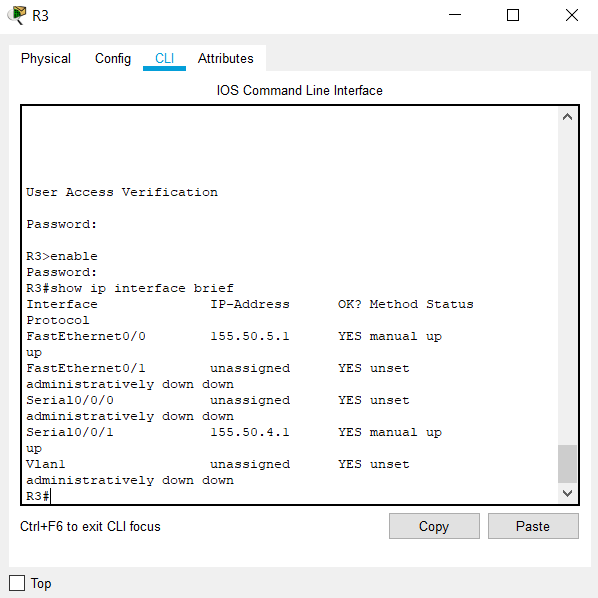 R3
Physical Config CLI Attributes
IOS Command Line Interface
User Access Verification
Password:
R3>enable
Password:
R3#show ip interface brief
Interface IP-Address OK? Method Status
Protocol
FastEthernet0/0 155.50.5.1 YES manual up
up
FastEthernet0/1 unassigned YES unset
administratively down down
Serial0/0/0 unassigned YES unset
administratively down down
Serial0/0/1 155.50.4.1 YES manual up
up
Vlan1 unassigned YES unset
administratively down down
R3#
Ctrl+F6 to exit CLI focus Copy Paste
Top